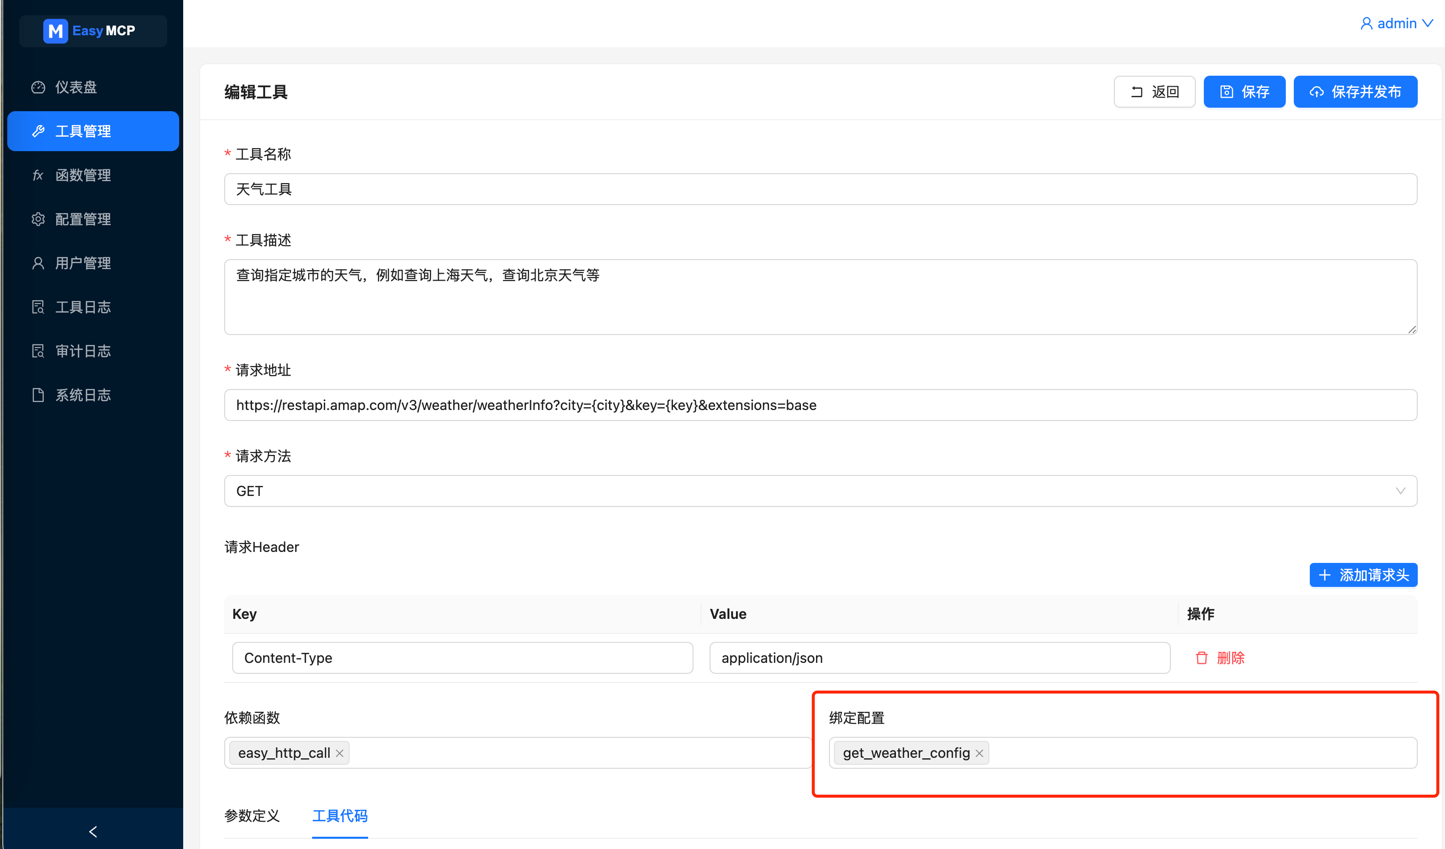 M Easy MCP
admin
仪表盘
工具管理
fx 函数管理
配置管理
用户管理
工具日志
审计日志
系统日志
编辑工具
返回
保存
保存并发布
* 工具名称
天气工具
* 工具描述
查询指定城市的天气，例如查询上海天气，查询北京天气等
* 请求地址
https://restapi.amap.com/v3/weather/weatherInfo?city={city}&key={key}&extensions=base
* 请求方法
GET
请求Header
+ 添加请求头
Key Value 操作
Content-Type application/json 删除
依赖函数
easy_http_call ×
绑定配置
get_weather_config ×
参数定义 工具代码